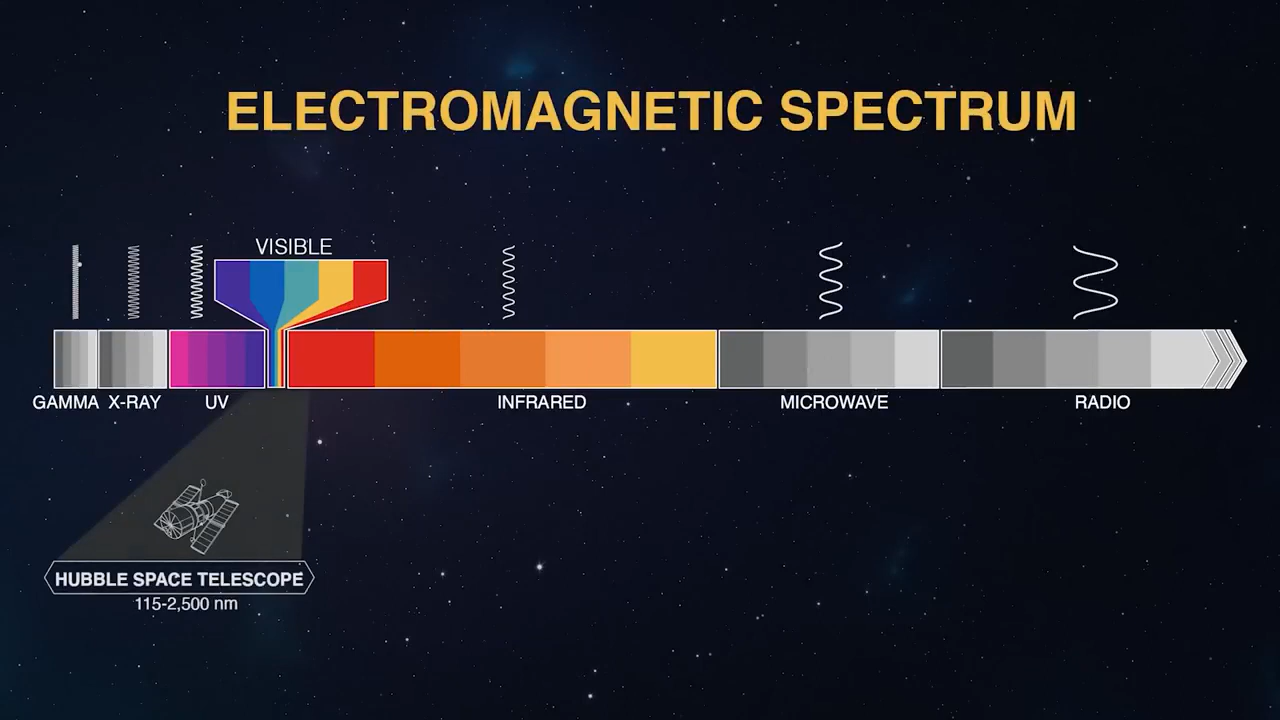 ELECTROMAGNETIC SPECTRUM
VISIBLE
GAMMA X-RAY UV INFRARED MICROWAVE RADIO
HUBBLE SPACE TELESCOPE
115-2,500 nm